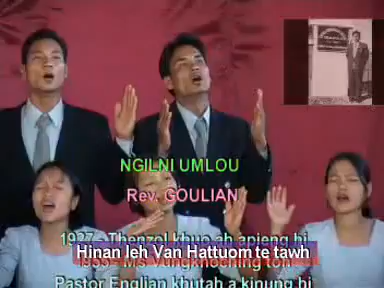 NGILNI UMLOU
Rev. GOULIAN
1927- Thenzol khuo ah apieng hi
Hinan leh Van Hattuom te tawh
Pastor Englian khutah a kinung hi